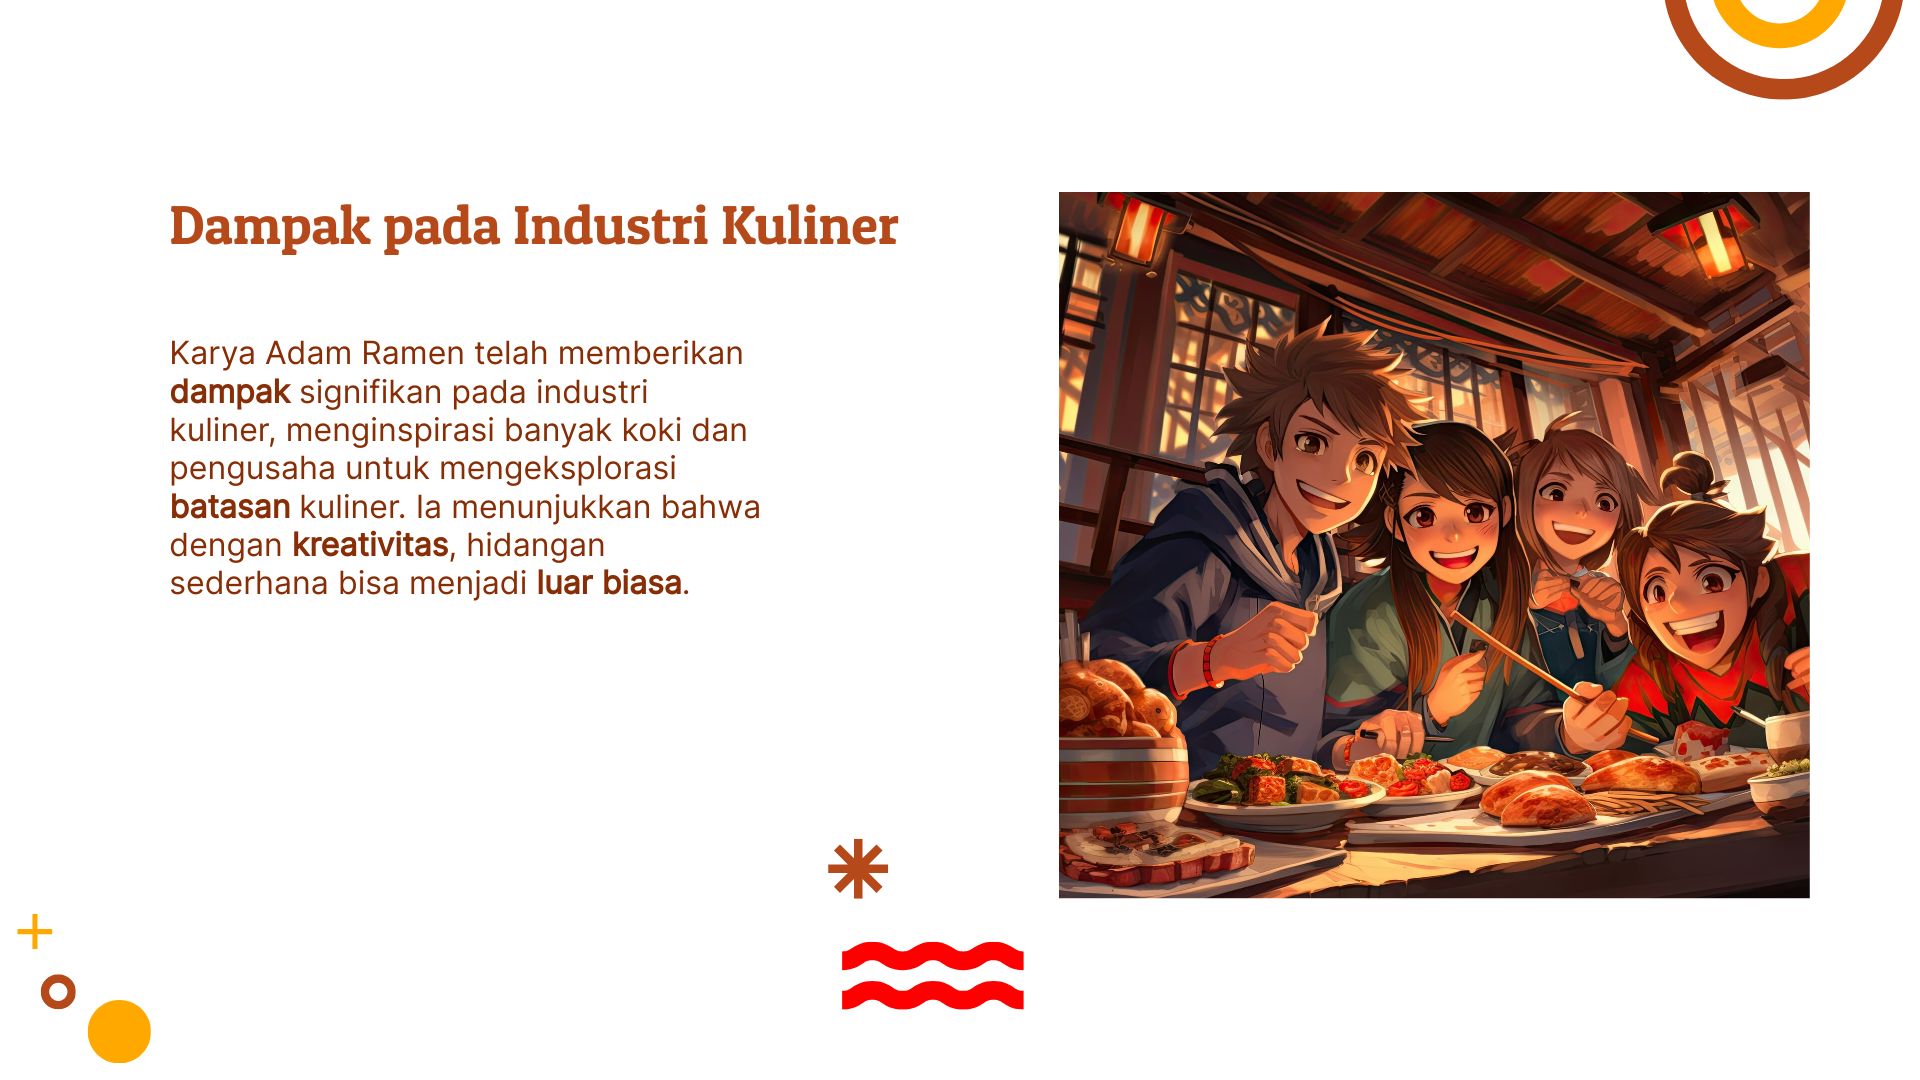 Dampak pada Industri Kuliner
Karya Adam Ramen telah memberikan
dampak signifikan pada industri
kuliner, menginspirasi banyak koki dan
pengusaha untuk mengeksplorasi
batasan kuliner. Ia menunjukkan bahwa
dengan kreativitas, hidangan
sederhana bisa menjadi luar biasa.